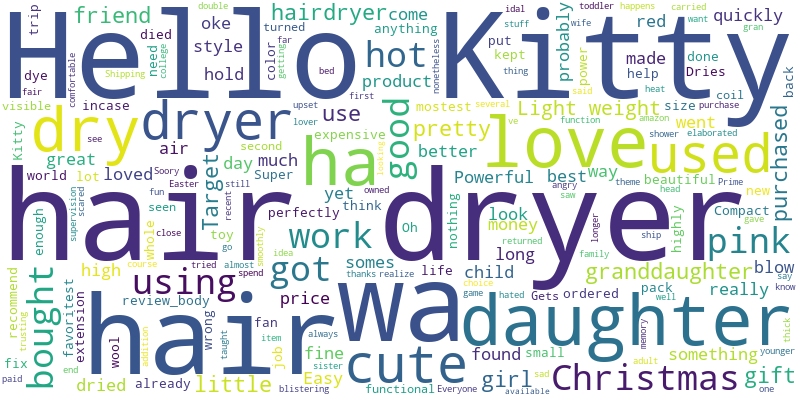 Hello Kitty
hair dryer
hair
wa
daughter
love
used
dry
dryer
ha
hot
cute
Christmas
work
got
using
bought
pink
good
pretty
little
granddaughter
girl
gift
purchased
friend
hairdryer
come
quickly
trip
oke
died
turned
anything
style
need
hold
color
dye
visible
incase
use
product
probably
red
put
kept
made
help
done
Dries
power
mostest
several
Light weight
size
coil
purchase
back
expensive
went
function
amazon
shower
elaborated
Kitty
see
great
air
second
better
Powerful
best
way
beautiful
head
new
Prime
world
lot
loved
Target
day
much
Super
yet
think
perfectly
owned
angry
saw
theme
Compact
gave
enough
supervision
scared
fun
Easter
still
recent
seen
nothing
look
money
longer
highly
close
toy
go
smoothly
Oh
long
ship
returned
family
whole
somes
child
really
blow
high
tried
almost
spend
idea
thanks
realize
life
choice
pack
well
say
know
recommend
trusting
favoritest
extension
review_body
price
game
hated
Gets
ordered
memory
younger
thick
wool
wrong
fan
item
always
job
fine
found
small
something
adult
fix
end
addition
taught
sister
Easy
sad
wife
paid
dried
already
blistering
functional
Everyone
available
one
Shipping
double
college
getting
far
bed
first
upset
lover
nonetheless
thing
idal
stuff
toddler
said
happens
carried
want
gran
heat
fair
comfortable
course
looking
Soory
ve